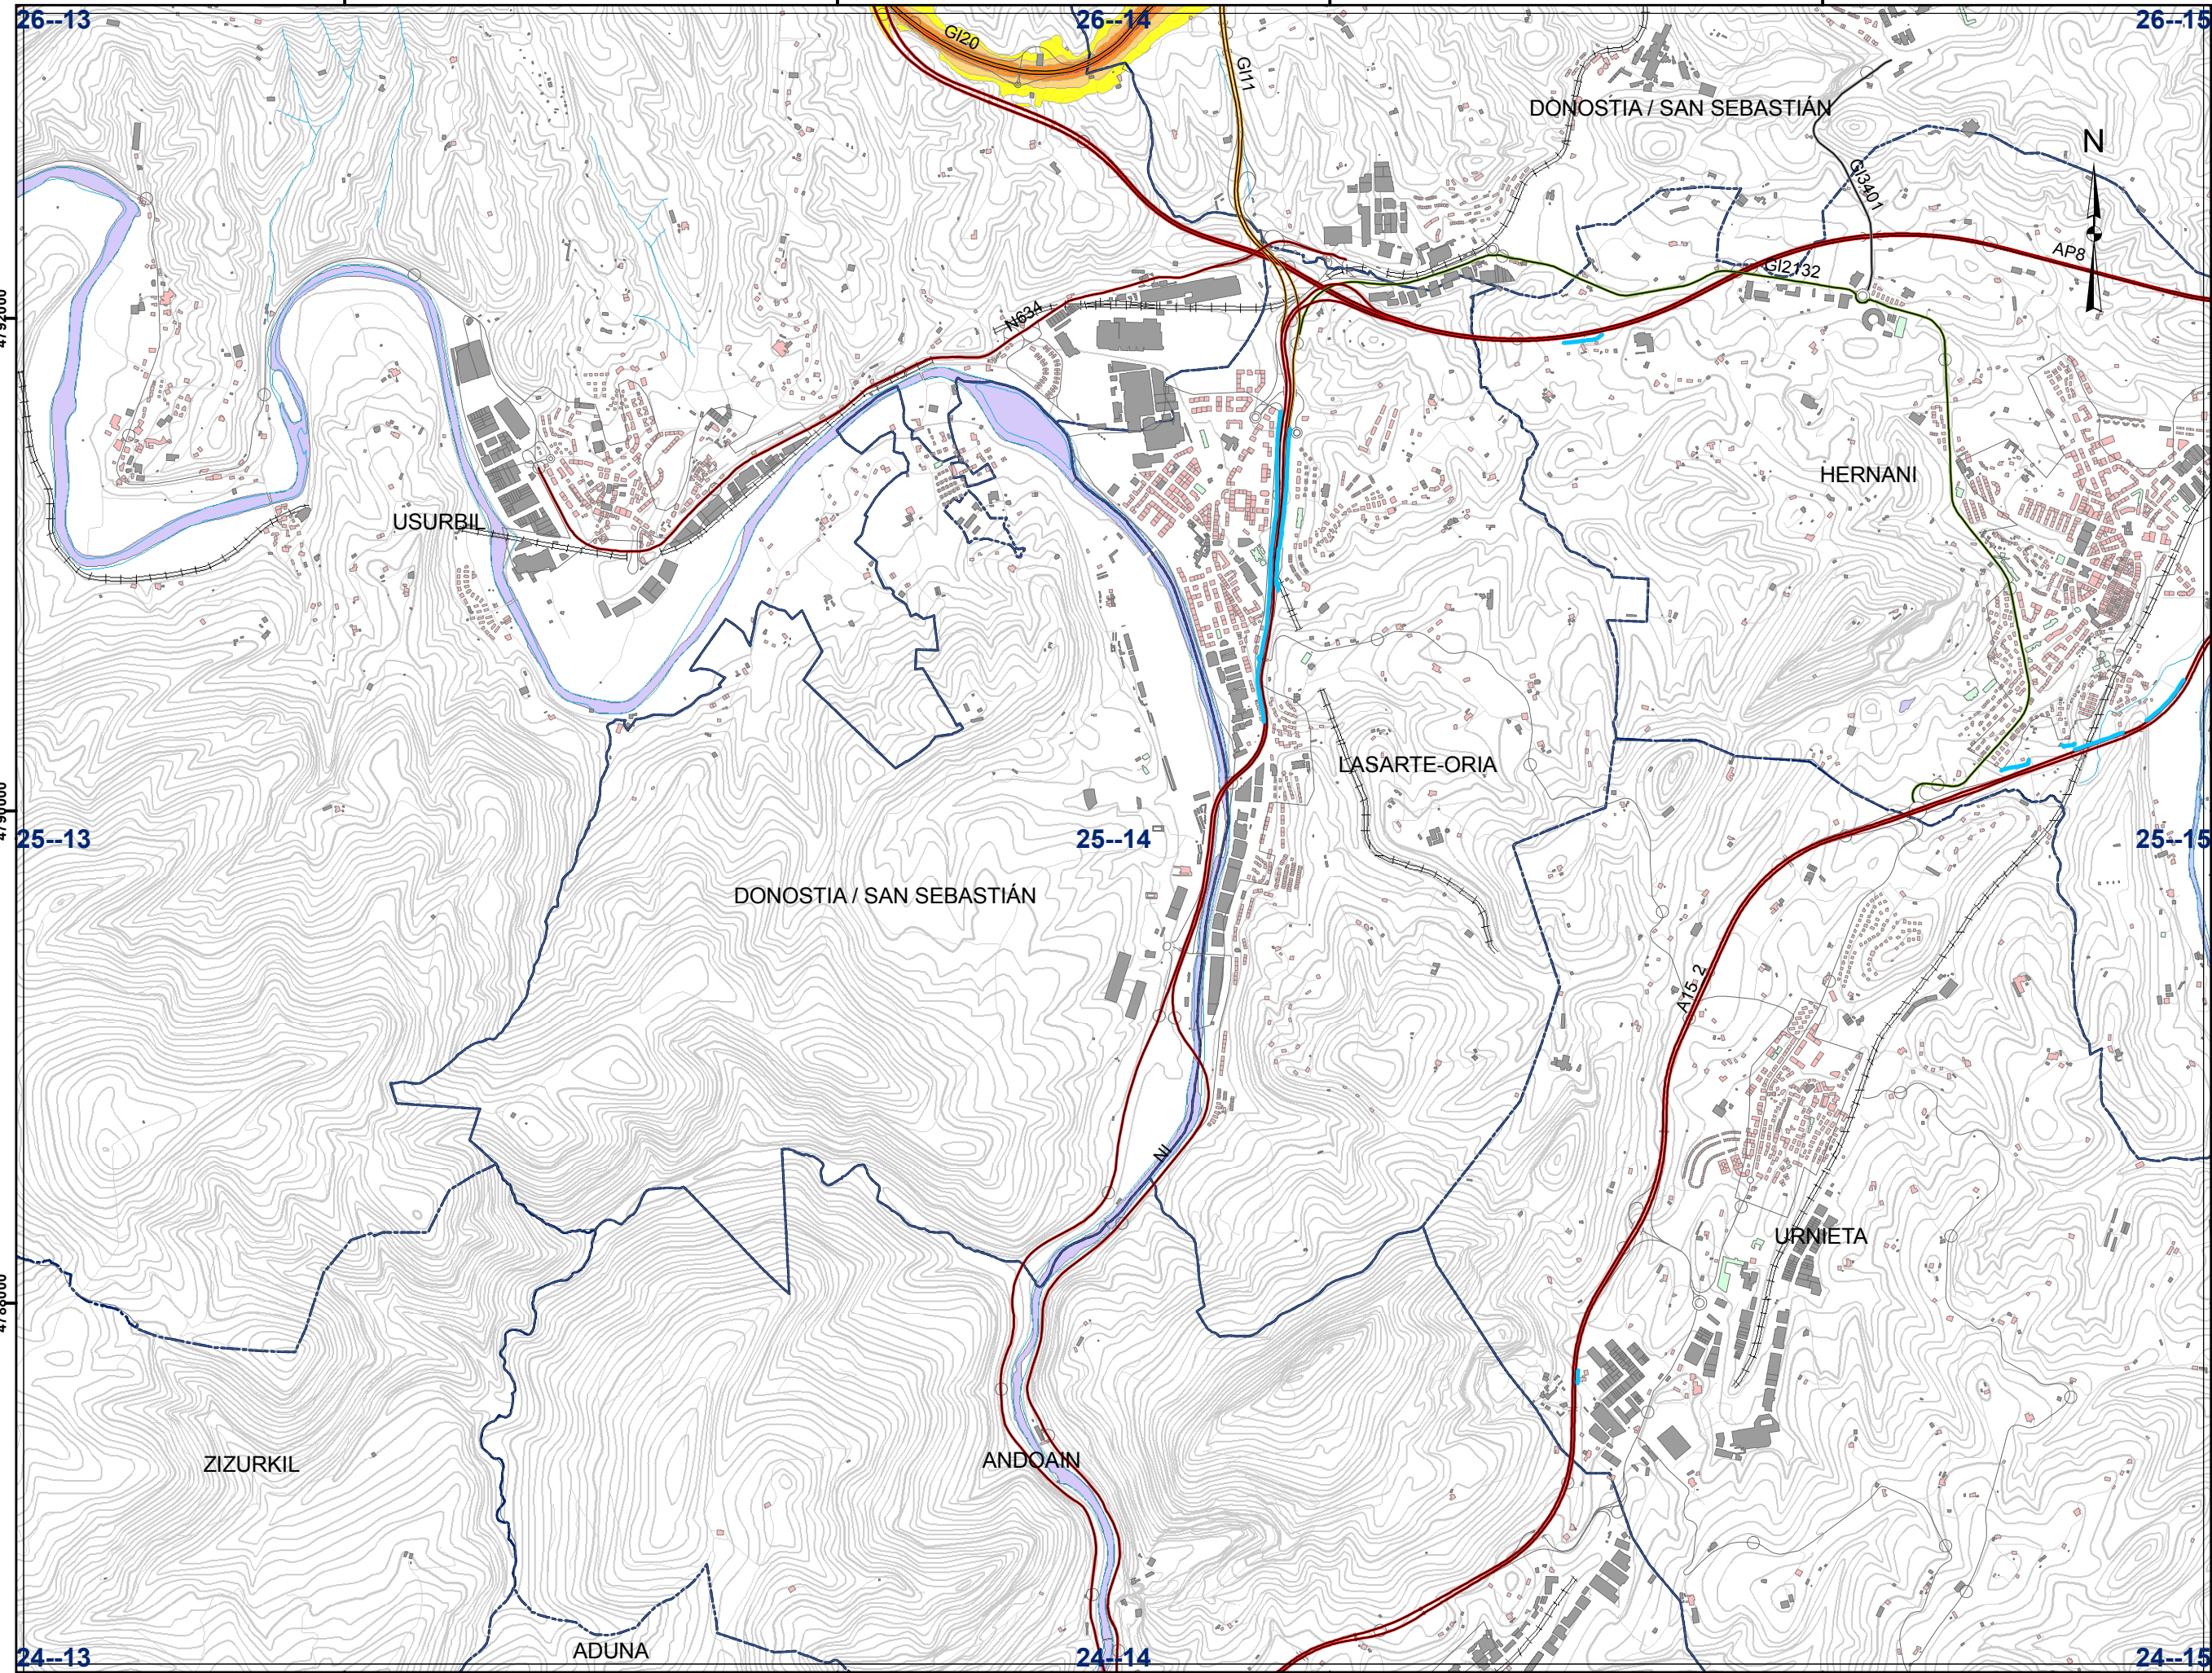 26--13
26--14
26--15
GI20
GI11
DONOSTIA / SAN SEBASTIÁN
N
GI3401
AP8
GI2132
N634
HERNANI
USURBIL
LASARTE-ORIA
25--13
25--14
25--15
DONOSTIA / SAN SEBASTIÁN
A15_2
NI
URNIETA
ZIZURKIL
ANDOAIN
ADUNA
24--13
24--14
24--15